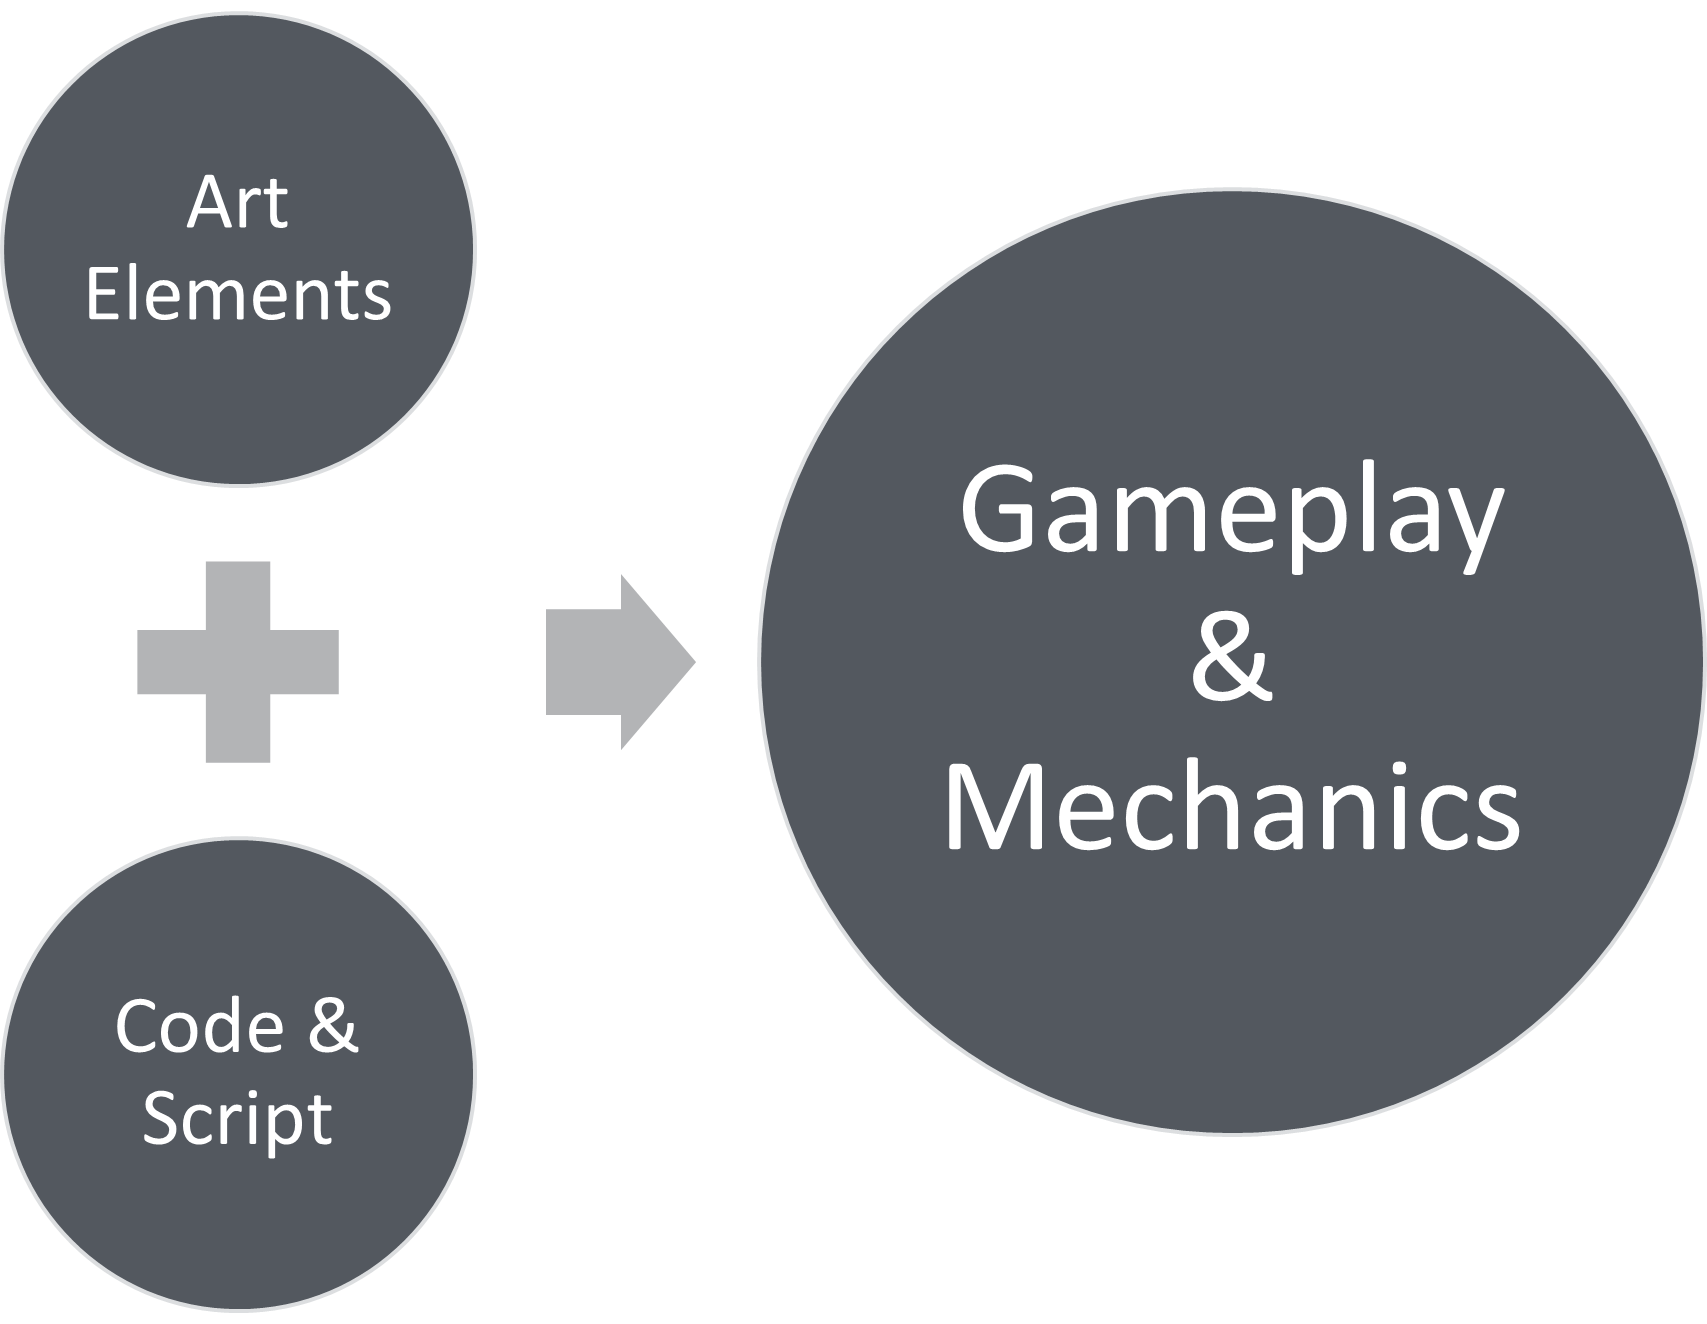 Art
Elements
Code &
Script
Gameplay
&
Mechanics